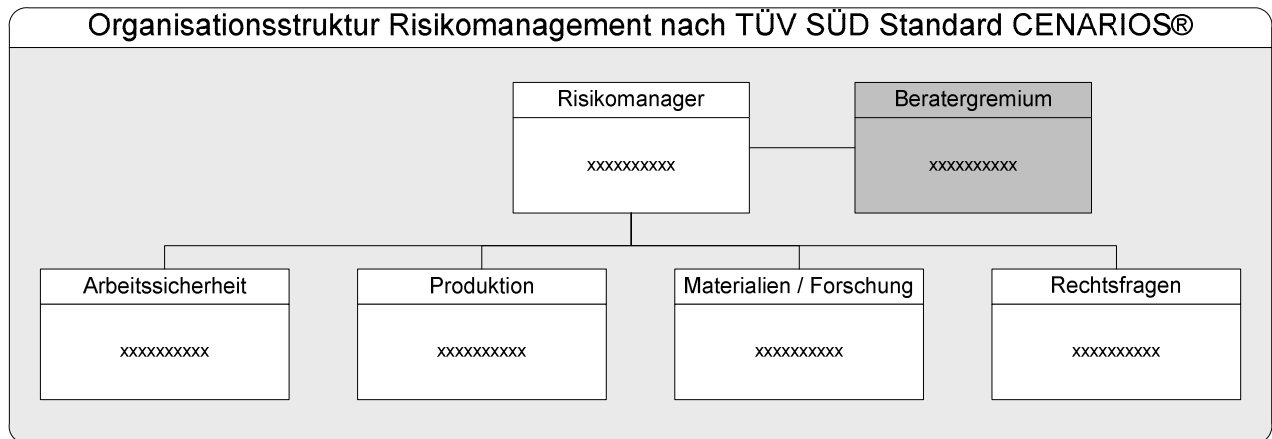 Organisationsstruktur Risikomanagement nach TÜV SÜD Standard CENARIOS®
Risikomanager
xxxxxxxxxx
Beratergremium
xxxxxxxxxx
Arbeitssicherheit
xxxxxxxxxx
Produktion
xxxxxxxxxx
Materialien / Forschung
xxxxxxxxxx
Rechtsfragen
xxxxxxxxxx